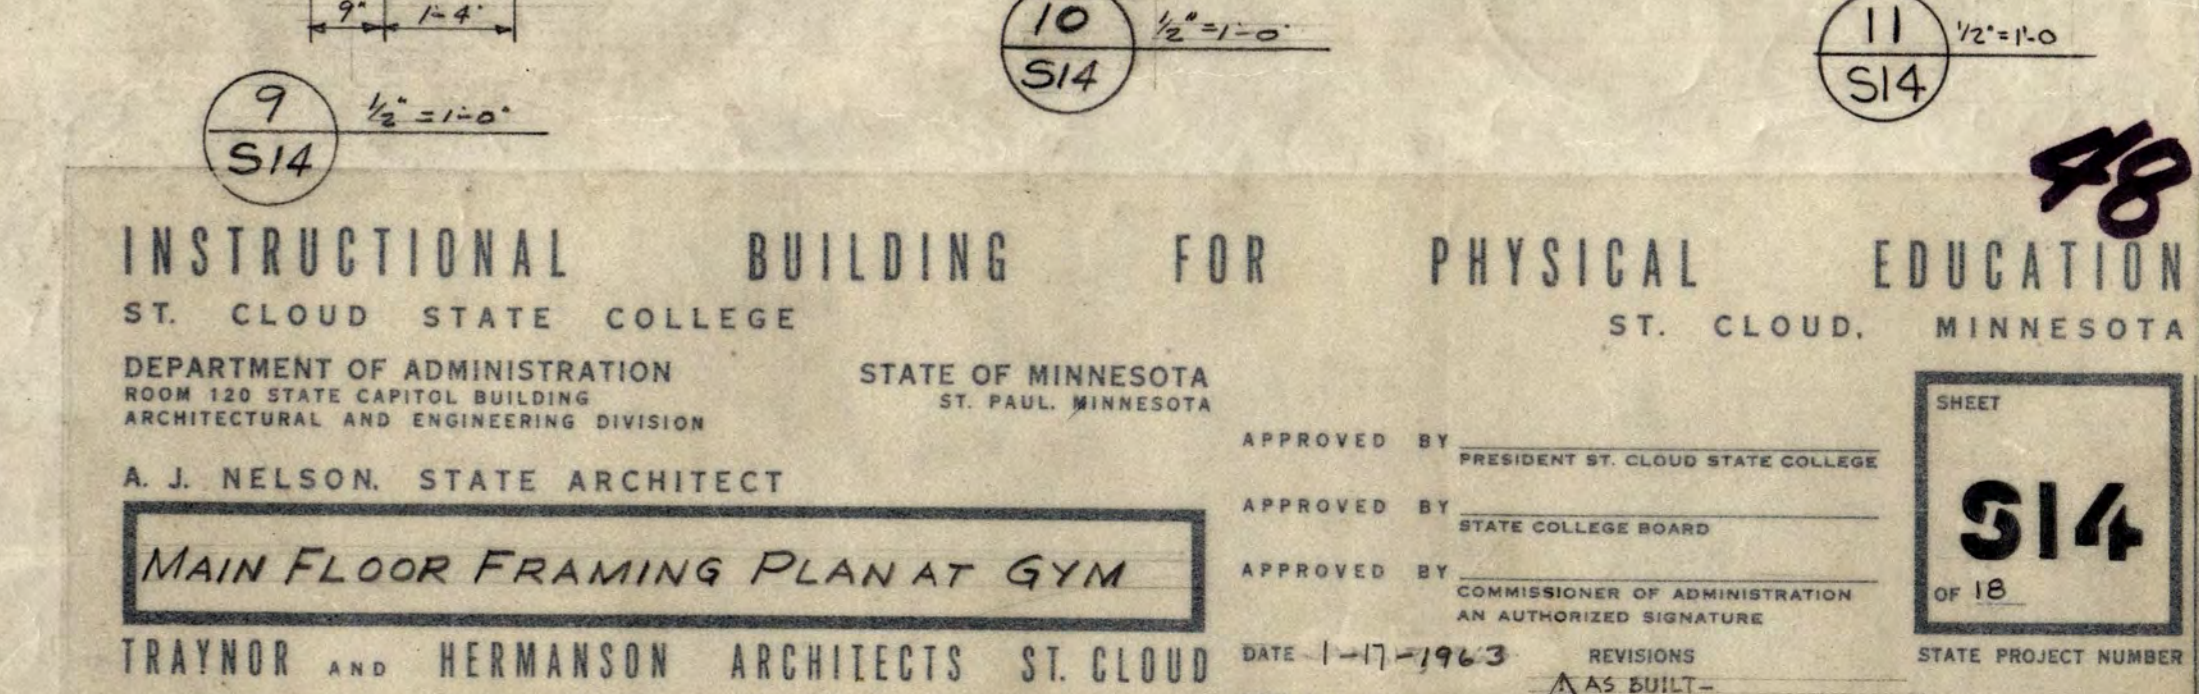 9" 1'-4"
10 1/2"=1'-0"
S14
11 1/2"=1'-0
S14
9 1/2"=1'-0"
S14
48
INSTRUCTIONAL BUILDING FOR PHYSICAL EDUCATION
ST. CLOUD STATE COLLEGE
ST. CLOUD, MINNESOTA
DEPARTMENT OF ADMINISTRATION
ROOM 120 STATE CAPITOL BUILDING
ARCHITECTURAL AND ENGINEERING DIVISION
STATE OF MINNESOTA
ST. PAUL, MINNESOTA
A. J. NELSON, STATE ARCHITECT
MAIN FLOOR FRAMING PLAN AT GYM
TRAYNOR AND HERMANSON ARCHITECTS ST. CLOUD
APPROVED BY
PRESIDENT ST. CLOUD STATE COLLEGE
APPROVED BY
STATE COLLEGE BOARD
APPROVED BY
COMMISSIONER OF ADMINISTRATION
AN AUTHORIZED SIGNATURE
DATE 1-17-1963
REVISIONS
AS BUILT-
SHEET
S14
OF 18
STATE PROJECT NUMBER